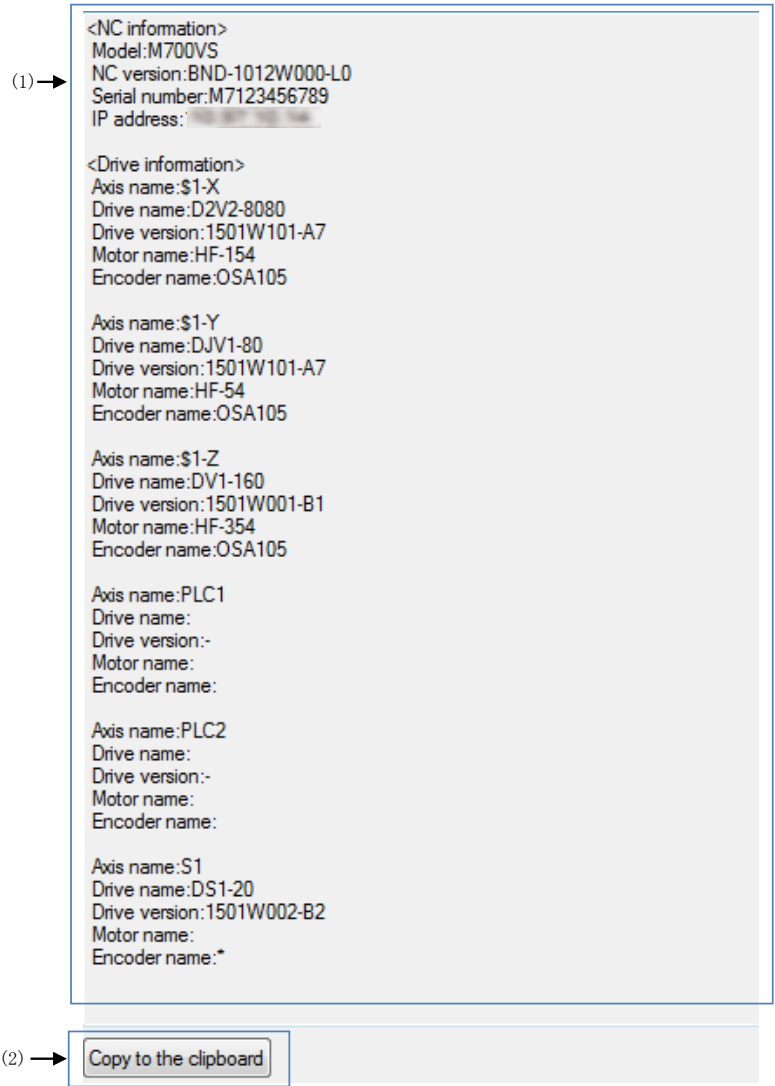 <NC information>
Model:M700VS
(1)
NC version:BND-1012W000-L0
Serial number:M7123456789
IP address:
<Drive information>
Axis name:$1-X
Drive name:D2V2-8080
Drive version:1501W101-A7
Motor name:HF-154
Encoder name:OSA105
Axis name:$1-Y
Drive name:DJV1-80
Drive version:1501W101-A7
Motor name:HF-54
Encoder name:OSA105
Axis name:$1-Z
Drive name:DV1-160
Drive version:1501W001-B1
Motor name:HF-354
Encoder name:OSA105
Axis name:PLC1
Drive name:
Drive version:-
Motor name:
Encoder name:
Axis name:PLC2
Drive name:
Drive version:-
Motor name:
Encoder name:
Axis name:S1
Drive name:DS1-20
Drive version:1501W002-B2
Motor name:
Encoder name:*
(2)
Copy to the clipboard